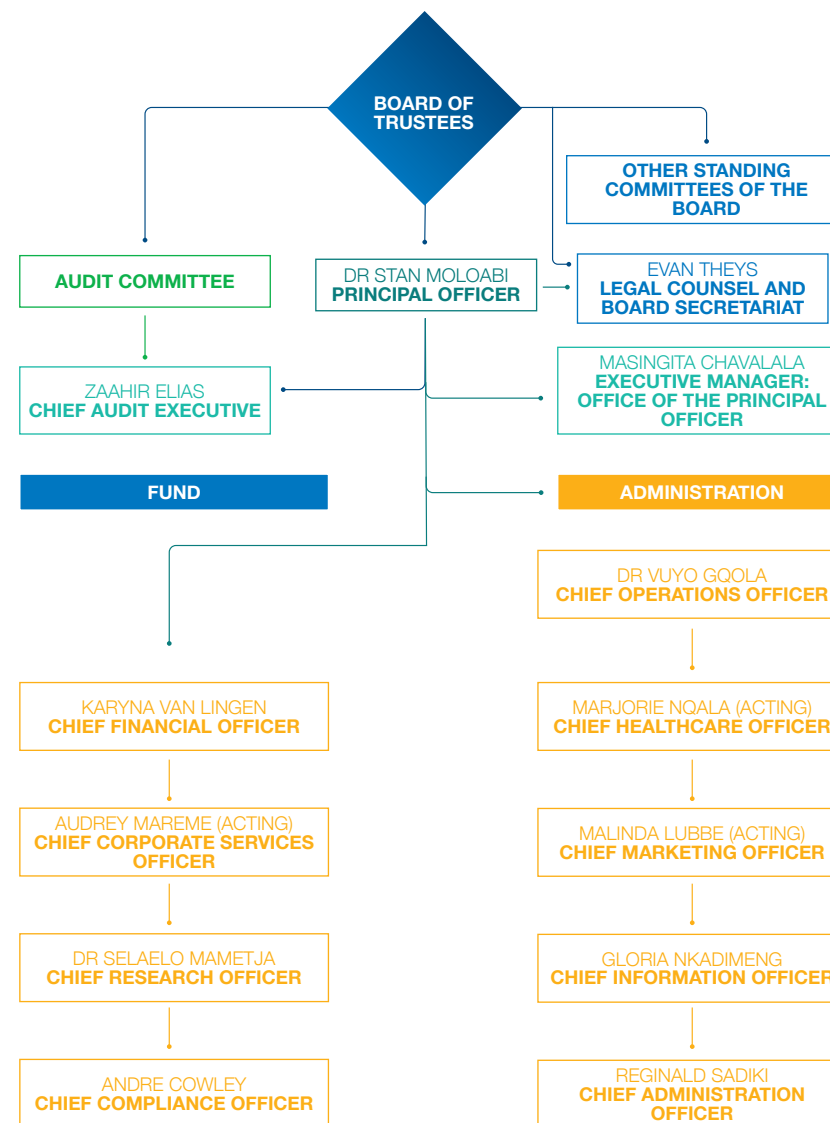 BOARD OF
TRUSTEES
OTHER STANDING
COMMITTEES OF THE
BOARD
AUDIT COMMITTEE
DR STAN MOLOABI
PRINCIPAL OFFICER
EVAN THEYS
LEGAL COUNSEL AND
BOARD SECRETARIAT
ZAAHIR ELIAS
CHIEF AUDIT EXECUTIVE
MASINGITA CHAVALALA
EXECUTIVE MANAGER:
OFFICE OF THE PRINCIPAL
OFFICER
FUND
ADMINISTRATION
DR VUYO GQOLA
CHIEF OPERATIONS OFFICER
KARYNA VAN LINGEN
CHIEF FINANCIAL OFFICER
MARJORIE NQALA (ACTING)
CHIEF HEALTHCARE OFFICER
AUDREY MAREME (ACTING)
CHIEF CORPORATE SERVICES
OFFICER
MALINDA LUBBE (ACTING)
CHIEF MARKETING OFFICER
DR SELAELO MAMETJA
CHIEF RESEARCH OFFICER
GLORIA NKADIMENG
CHIEF INFORMATION OFFICER
ANDRE COWLEY
CHIEF COMPLIANCE OFFICER
REGINALD SADIKI
CHIEF ADMINISTRATION
OFFICER